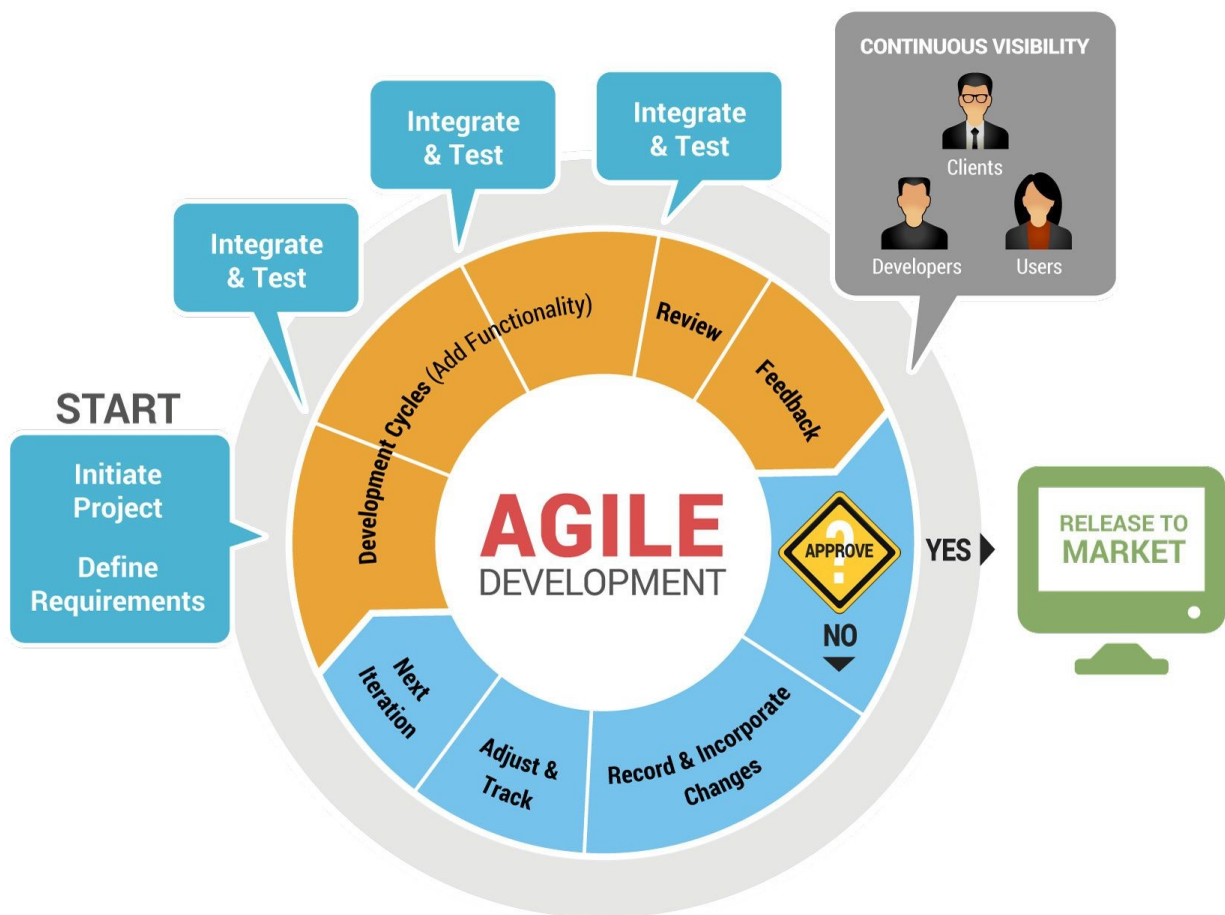 START
Initiate
Project
Define
Requirements
Integrate
& Test
Integrate
& Test
Integrate
& Test
CONTINUOUS VISIBILITY
Clients
Developers
Users
Development Cycles (Add Functionality)
Review
Feedback
?
APPROVE
YES
NO
RELEASE TO
MARKET
Record & Incorporate
Changes
Adjust &
Track
Next
Iteration
AGILE
DEVELOPMENT